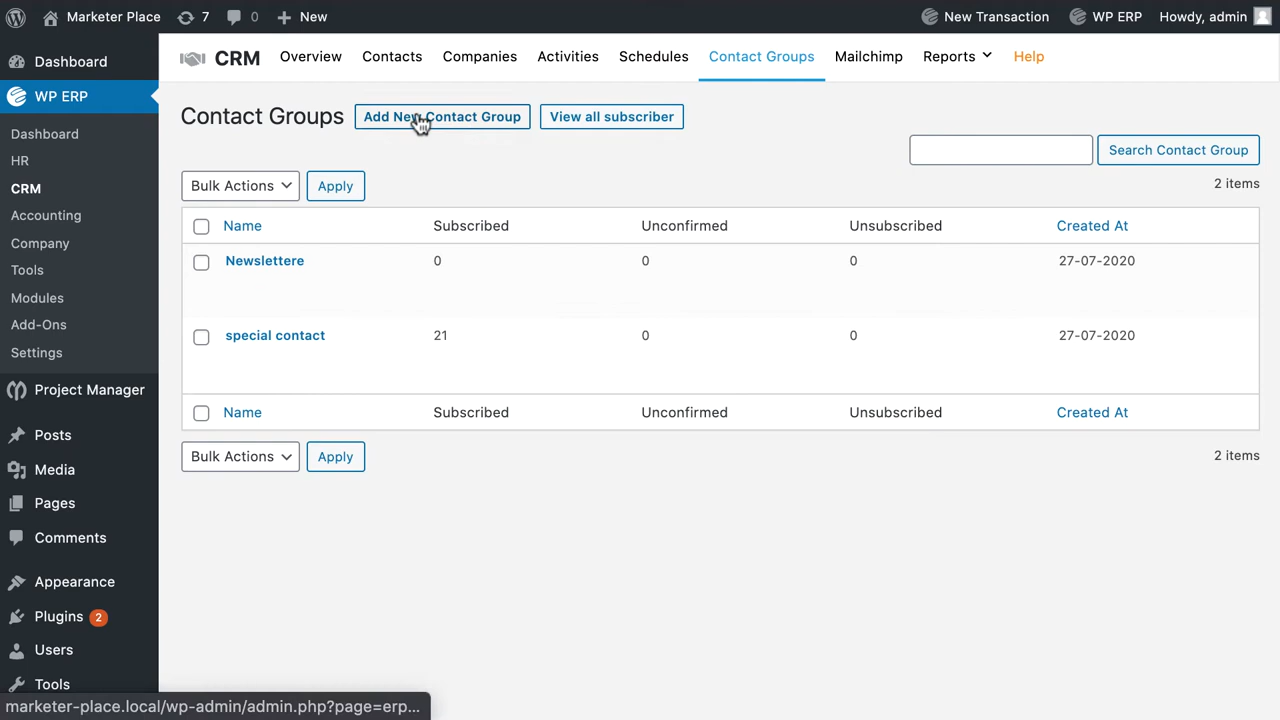 Marketer Place 7 0 New New Transaction WP ERP Howdy, admin
Dashboard
WP ERP
Dashboard
HR
CRM
Accounting
Company
Tools
Modules
Add-Ons
Settings
Project Manager
Posts
Media
Pages
Comments
Appearance
Plugins 2
Users
Tools
CRM Overview Contacts Companies Activities Schedules Contact Groups Mailchimp Reports Help
Contact Groups Add New Contact Group View all subscriber
Search Contact Group
Bulk Actions Apply 2 items
Name Subscribed Unconfirmed Unsubscribed Created At
Newslettere 0 0 0 27-07-2020
special contact 21 0 0 27-07-2020
Name Subscribed Unconfirmed Unsubscribed Created At
Bulk Actions Apply 2 items
marketer-place.local/wp-admin/admin.php?page=erp...